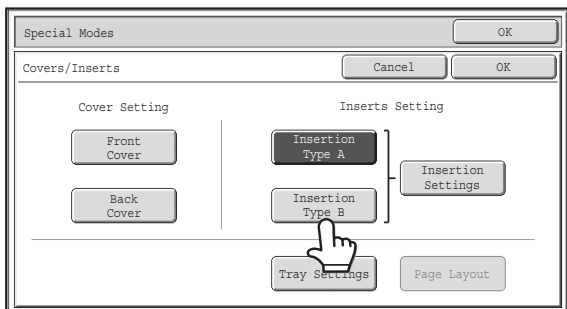 Special Modes
OK
Covers/Inserts
Cancel
OK
Cover Setting
Inserts Setting
Front
Cover
Insertion
Type A
Insertion
Settings
Back
Cover
Insertion
Type B
Tray Settings
Page Layout